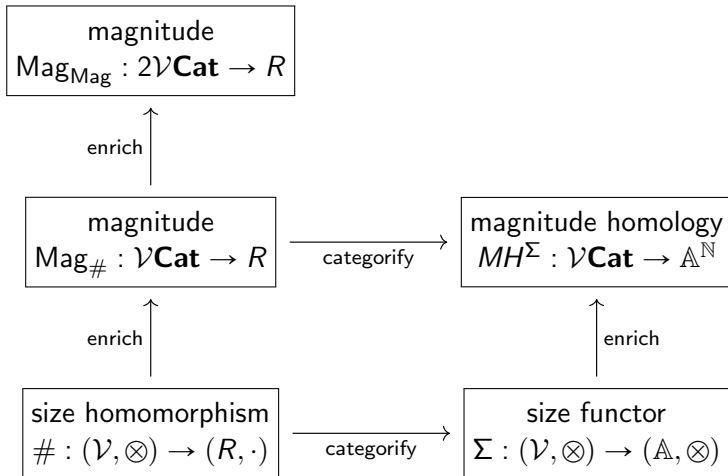 magnitude
Mag_Mag : 2𝒱Cat → R
enrich
magnitude
Mag_# : 𝒱Cat → R
categorify
magnitude homology
MH^Σ : 𝒱Cat → 𝔸^ℕ
enrich
enrich
size homomorphism
# : (𝒱, ⊗) → (R, ·)
categorify
size functor
Σ : (𝒱, ⊗) → (𝔸, ⊗)